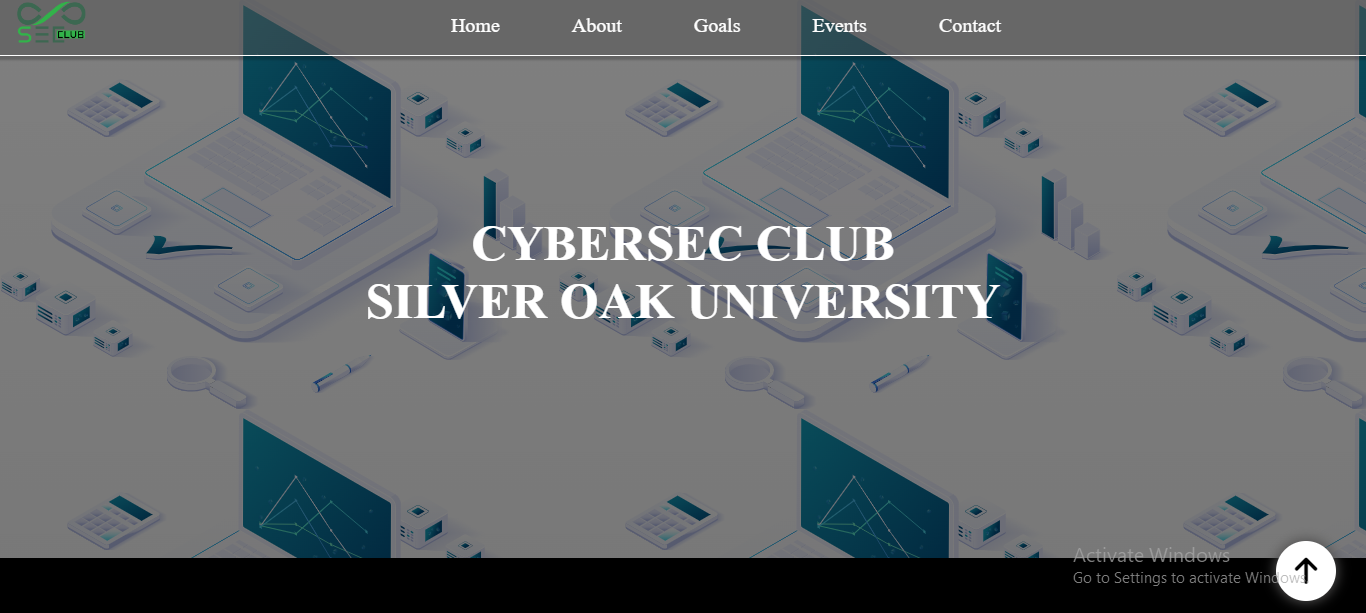 SEC CLUB
Home About Goals Events Contact
CYBERSEC CLUB
SILVER OAK UNIVERSITY
Activate Windows
Go to Settings to activate Windows.